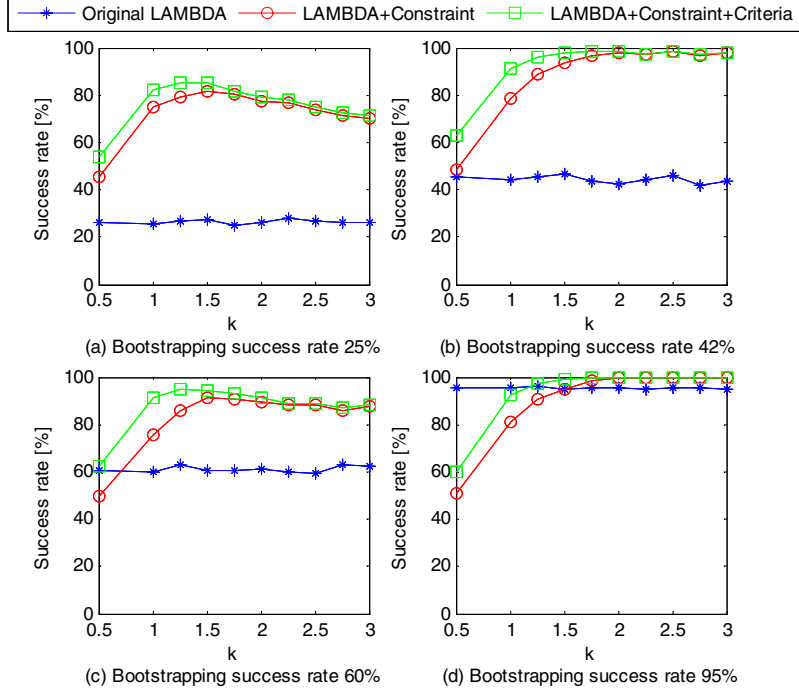 Original LAMBDA LAMBDA+Constraint LAMBDA+Constraint+Criteria
100
80
60
40
20
0
Success rate [%]
0.5 1 1.5 2 2.5 3
k
(a) Bootstrapping success rate 25%
100
80
60
40
20
0
Success rate [%]
0.5 1 1.5 2 2.5 3
k
(b) Bootstrapping success rate 42%
100
80
60
40
20
0
Success rate [%]
0.5 1 1.5 2 2.5 3
k
(c) Bootstrapping success rate 60%
100
80
60
40
20
0
Success rate [%]
0.5 1 1.5 2 2.5 3
k
(d) Bootstrapping success rate 95%